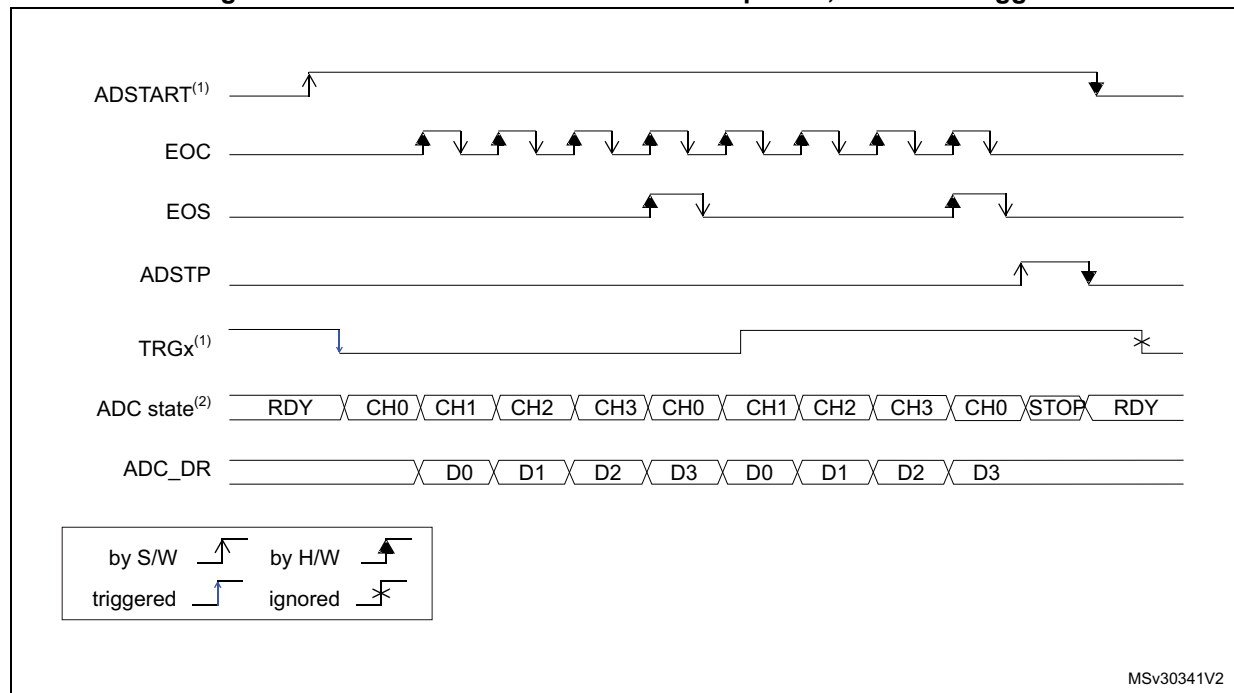 ADSTART(1)
EOC
EOS
ADSTP
TRGx(1)
ADC state(2) RDY CH0 CH1 CH2 CH3 CH0 CH1 CH2 CH3 CH0 STOP RDY
ADC_DR D0 D1 D2 D3 D0 D1 D2 D3
by S/W by H/W
triggered ignored
MSv30341V2